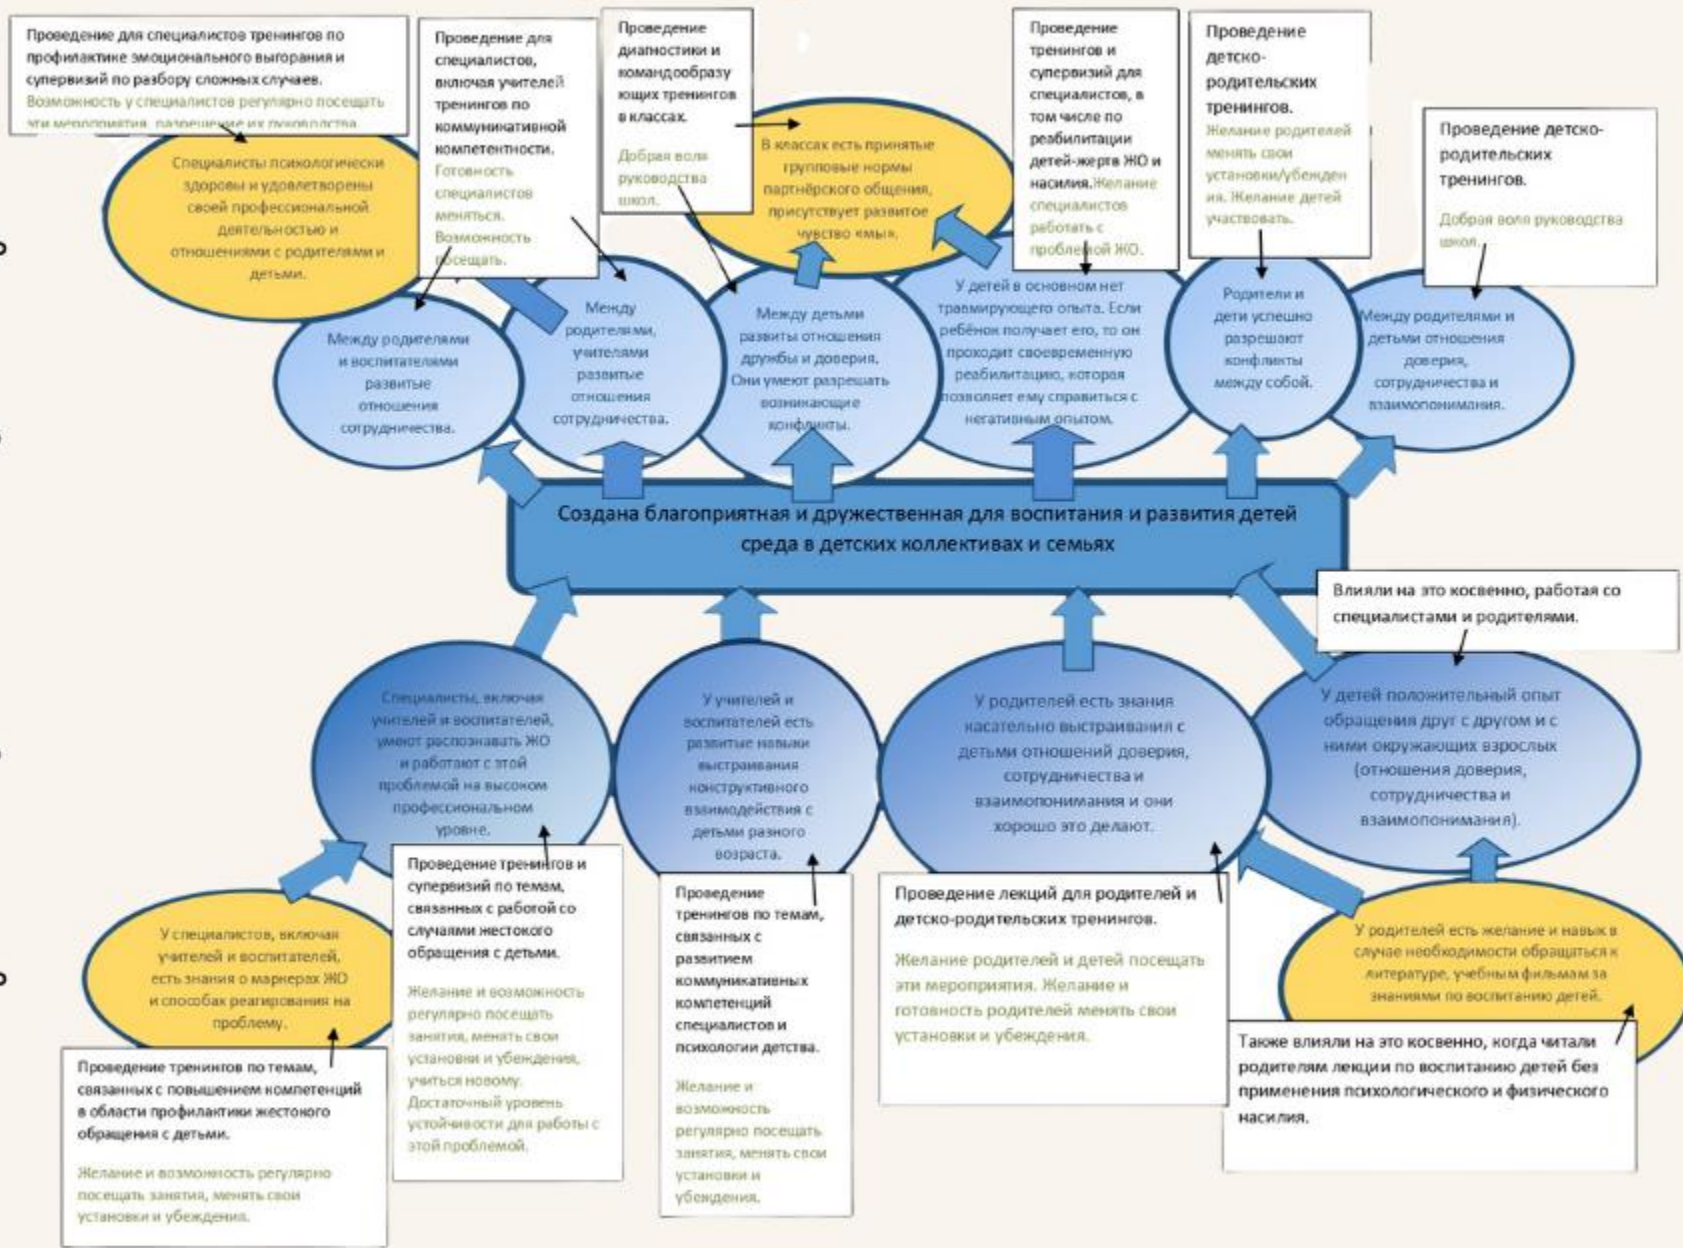 Проведение для специалистов тренингов по
профилактике эмоционального выгорания и
супервизий по разбору сложных случаев.
Возможность у специалистов регулярно посещать
эти мероприятия, разрешение их руководства.
Проведение для
специалистов,
включая учителей
тренингов по
коммуникативной
компетентности.
Готовность
специалистов
меняться.
Возможность
посещать.
Проведение
диагностики и
командообразу
ющих тренингов
в классах.
Добрая воля
руководства
школ.
Проведение
тренингов и
супервизий для
специалистов, в
том числе по
реабилитации
детей-жертв ЖО и
насилия.Желание
специалистов
работать с
проблемой ЖО.
Проведение
детско-
родительских
тренингов.
Желание родителей
менять свои
установки/убежден
ия. Желание детей
участвовать.
Проведение детско-
родительских
тренингов.
Добрая воля руководства
школ.
Специалисты психологически
здоровы и удовлетворены
своей профессиональной
деятельностью и
отношениями с родителями и
детьми.
В классах есть принятые
групповые нормы
партнёрского общения,
присутствует развитое
чувство «мы».
Между родителями
и воспитателями
развитые
отношения
сотрудничества.
Между
родителями,
учителями
развитые
отношения
сотрудничества.
Между детьми
развиты отношения
дружбы и доверия.
Они умеют разрешать
возникающие
конфликты.
У детей в основном нет
травмирующего опыта. Если
ребёнок получает его, то он
проходит своевременную
реабилитацию, которая
позволяет ему справиться с
негативным опытом.
Родители и
дети успешно
разрешают
конфликты
между собой.
Между родителями и
детьми отношения
доверия,
сотрудничества и
взаимопонимания.
Создана благоприятная и дружественная для воспитания и развития детей
среда в детских коллективах и семьях
Влияли на это косвенно, работая со
специалистами и родителями.
Специалисты, включая
учителей и воспитателей,
умеют распознавать ЖО
и работают с этой
проблемой на высоком
профессиональном
уровне.
У учителей и
воспитателей есть
развитые навыки
выстраивания
конструктивного
взаимодействия с
детьми разного
возраста.
У родителей есть знания
касательно выстраивания с
детьми отношений доверия,
сотрудничества и
взаимопонимания и они
хорошо это делают.
У детей положительный опыт
обращения друг с другом и с
ними окружающих взрослых
(отношения доверия,
сотрудничества и
взаимопонимания).
У специалистов, включая
учителей и воспитателей,
есть знания о маркерах ЖО
и способах реагирования на
проблему.
Проведение тренингов и
супервизий по темам,
связанных с работой со
случаями жестокого
обращения с детьми.
Желание и возможность
регулярно посещать
занятия, менять свои
установки и убеждения,
учиться новому.
Достаточный уровень
устойчивости для работы с
этой проблемой.
Проведение
тренингов по темам,
связанных с
развитием
коммуникативных
компетенций
специалистов и
психологии детства.
Желание и
возможность
регулярно посещать
занятия, менять свои
установки и
убеждения.
Проведение лекций для родителей и
детско-родительских тренингов.
Желание родителей и детей посещать
эти мероприятия. Желание и
готовность родителей менять свои
установки и убеждения.
У родителей есть желание и навык в
случае необходимости обращаться к
литературе, учебным фильмам за
знаниями по воспитанию детей.
Проведение тренингов по темам,
связанных с повышением компетенций
в области профилактики жестокого
обращения с детьми.
Желание и возможность регулярно
посещать занятия, менять свои
установки и убеждения.
Также влияли на это косвенно, когда читали
родителям лекции по воспитанию детей без
применения психологического и физического
насилия.